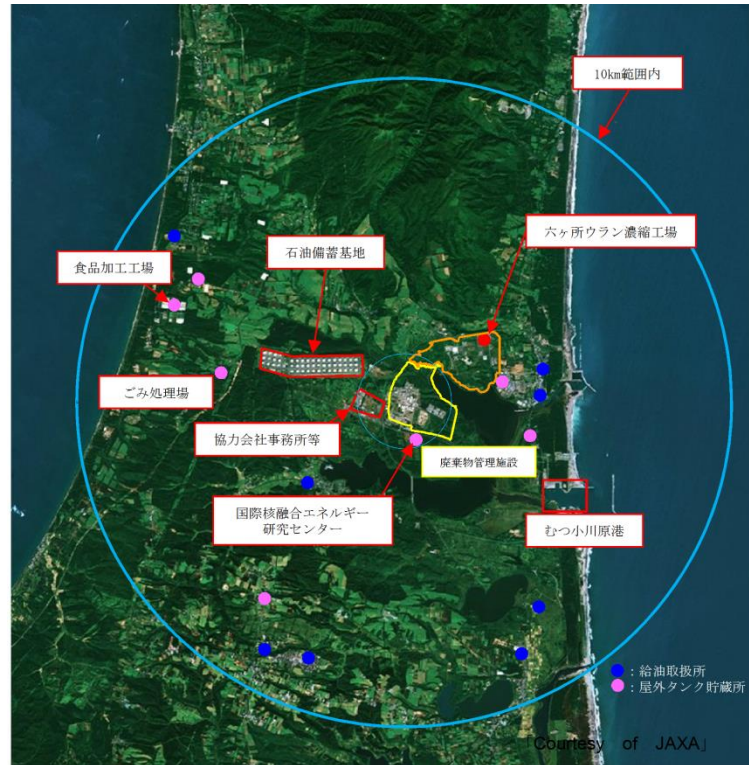 10km範囲内
六ヶ所ウラン濃縮工場
石油備蓄基地
食品加工工場
ごみ処理場
協力会社事務所等
廃棄物管理施設
国際核融合エネルギー
研究センター
むつ小川原港
：給油取扱所
：屋外タンク貯蔵所
「Courtesy of JAXA」